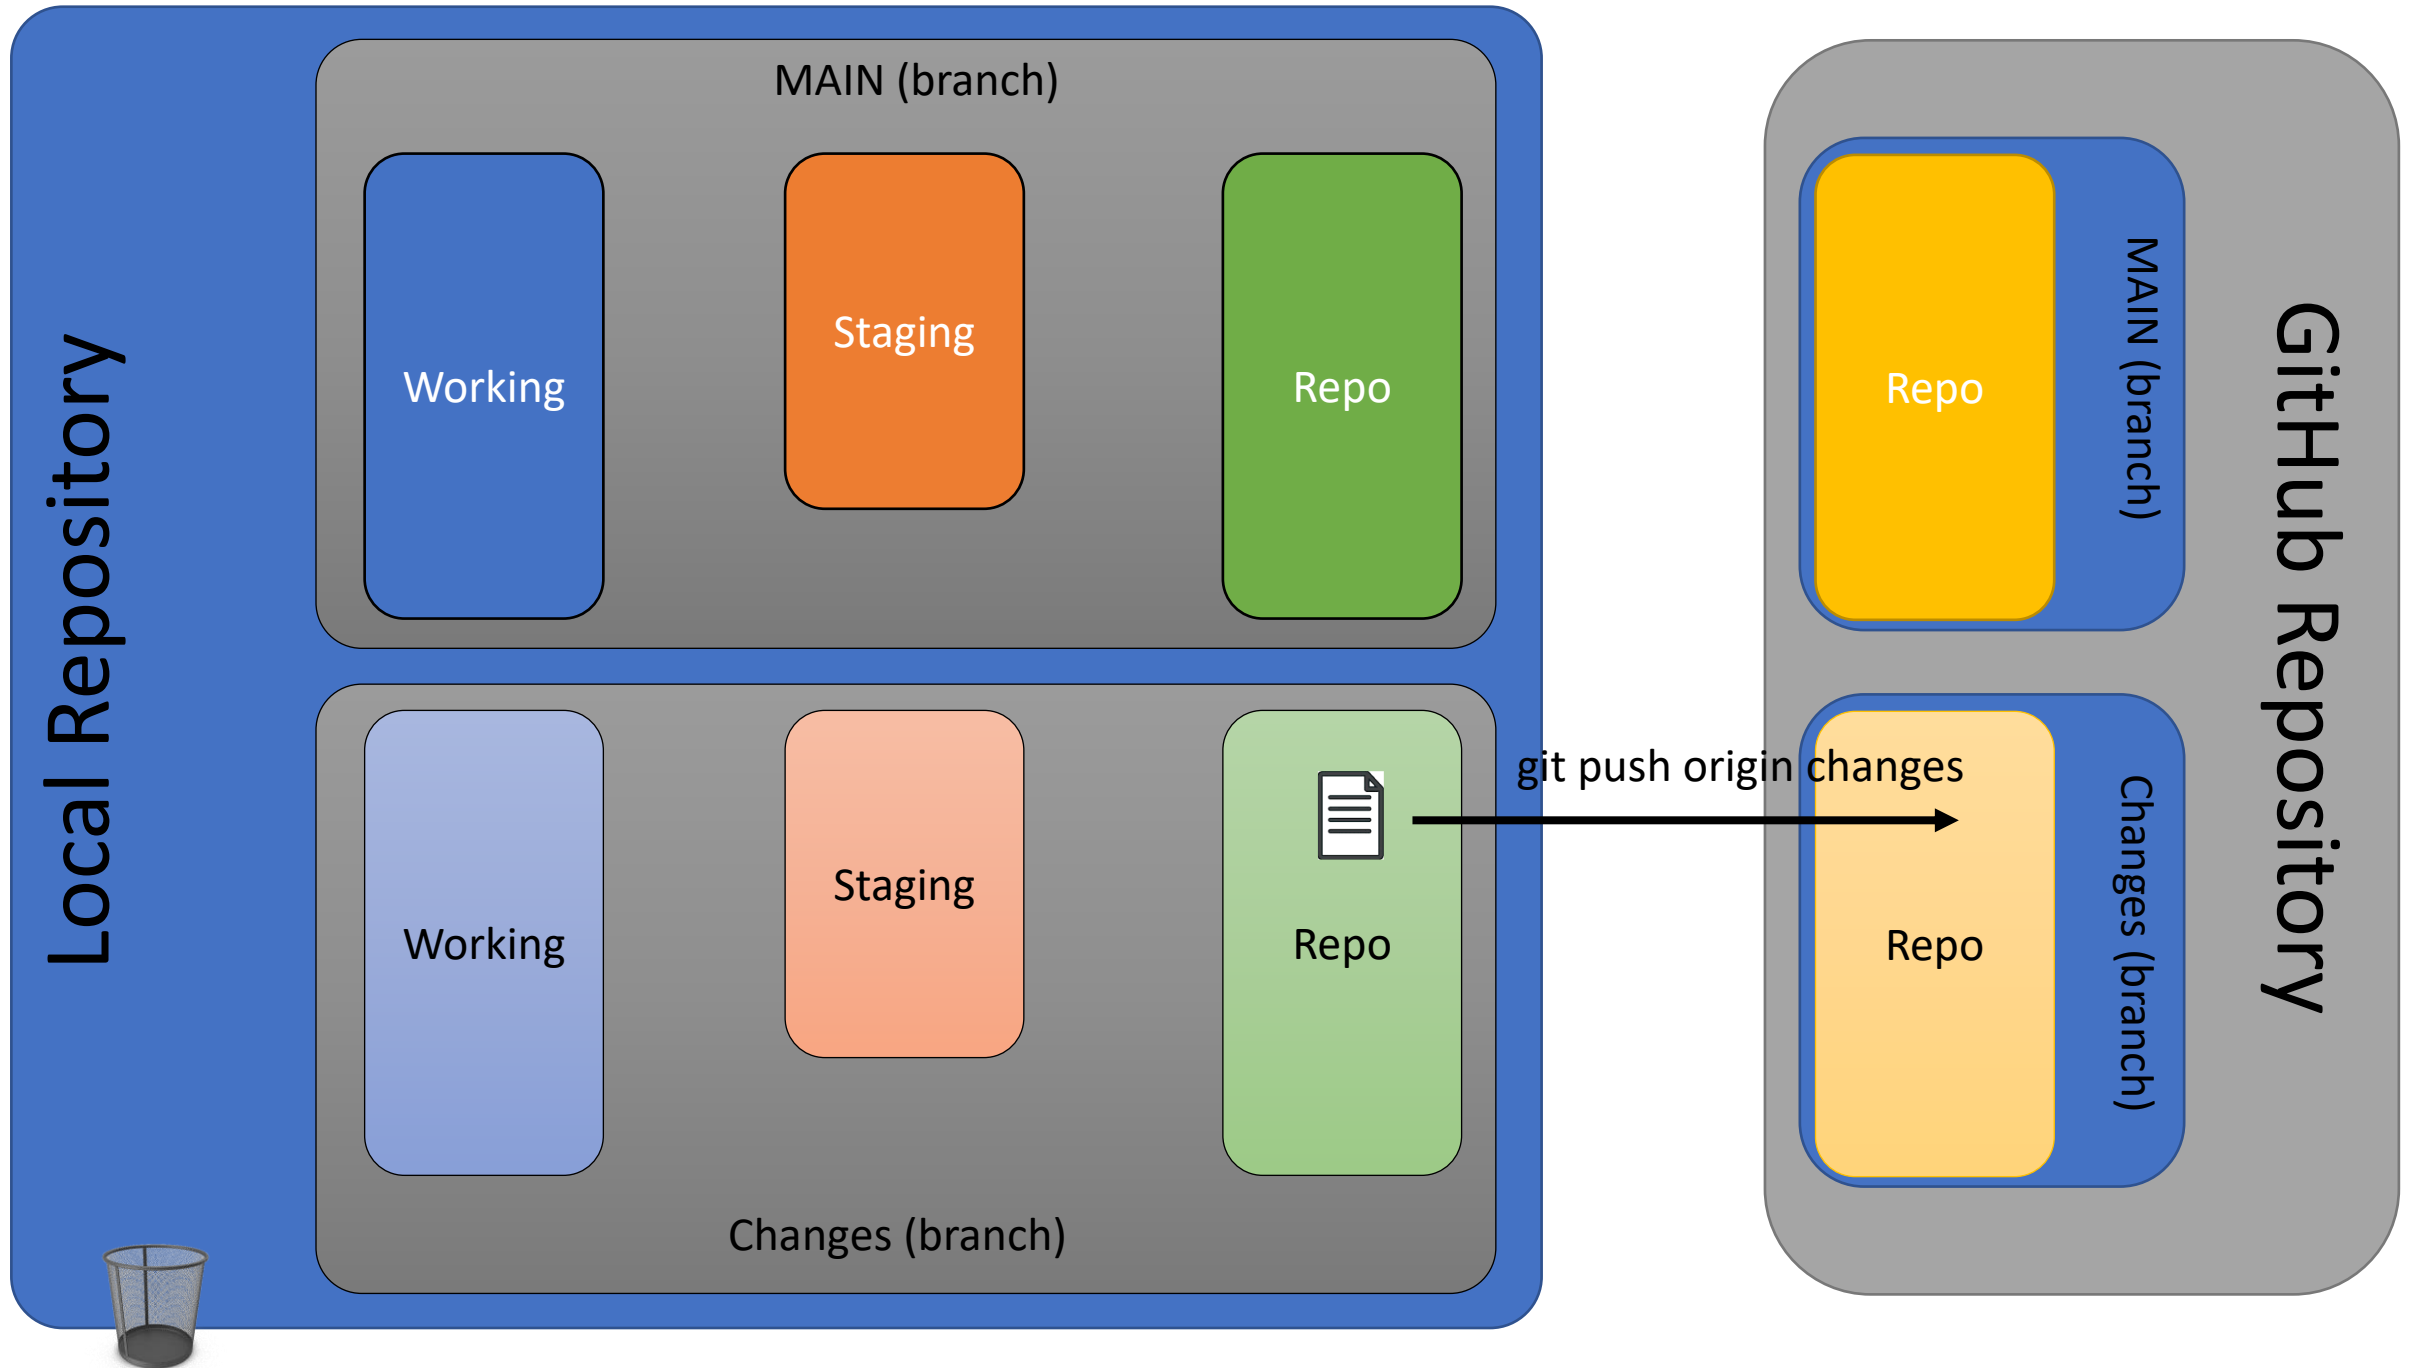 Local Repository
MAIN (branch)
Working
Staging
Repo
Working
Staging
Repo
Changes (branch)
git push origin changes
Repo
MAIN (branch)
Repo
Changes (branch)
GitHub Repository